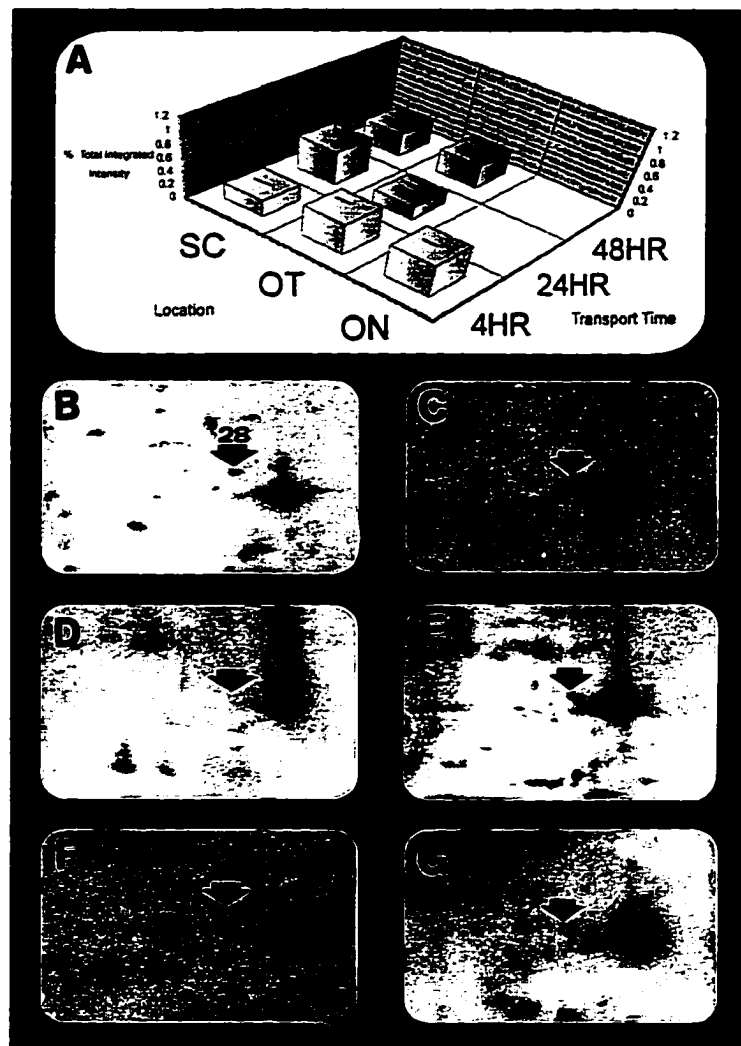 A
1.2
1
0.8
% Total Integrated 0.6
Intensity 0.4
0.2
0
1.2
1
0.8
0.6
0.4
0.2
0
SC
OT
ON
48HR
24HR
4HR
Location
Transport Time
B
28
C
D
E
F
G